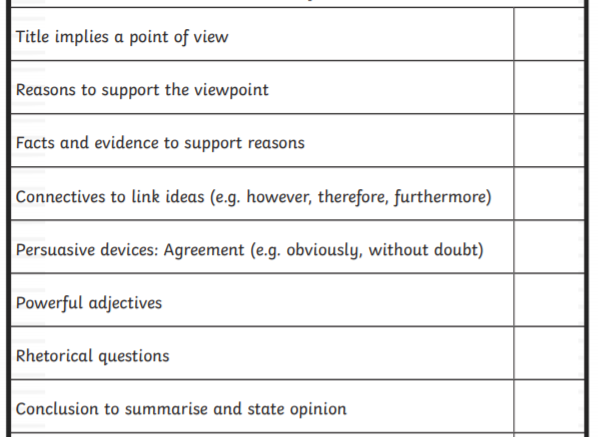 Title implies a point of view
Reasons to support the viewpoint
Facts and evidence to support reasons
Connectives to link ideas (e.g. however, therefore, furthermore)
Persuasive devices: Agreement (e.g. obviously, without doubt)
Powerful adjectives
Rhetorical questions
Conclusion to summarise and state opinion